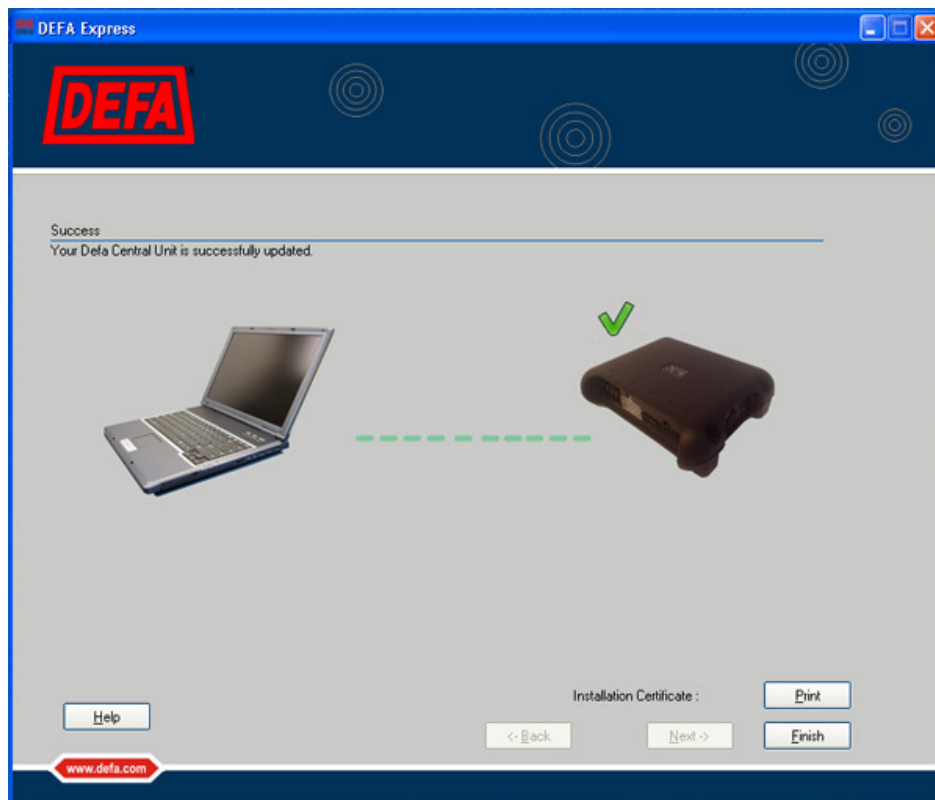 DEFA Express
DEFA
Success
Your Defa Central Unit is successfully updated.
Installation Certificate :
Print
Help
<- Back
Next ->
Finish
www.defa.com